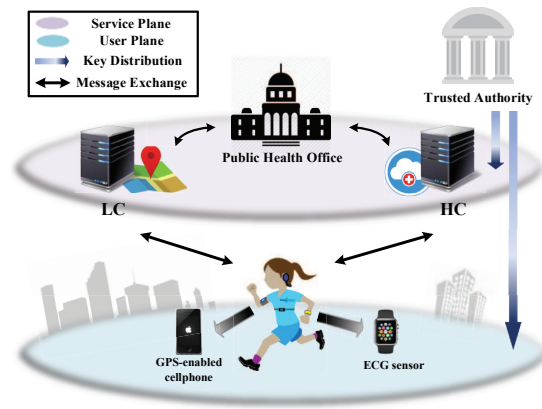 Service Plane
User Plane
Key Distribution
Message Exchange
Trusted Authority
Public Health Office
LC
HC
GPS-enabled
cellphone
ECG sensor